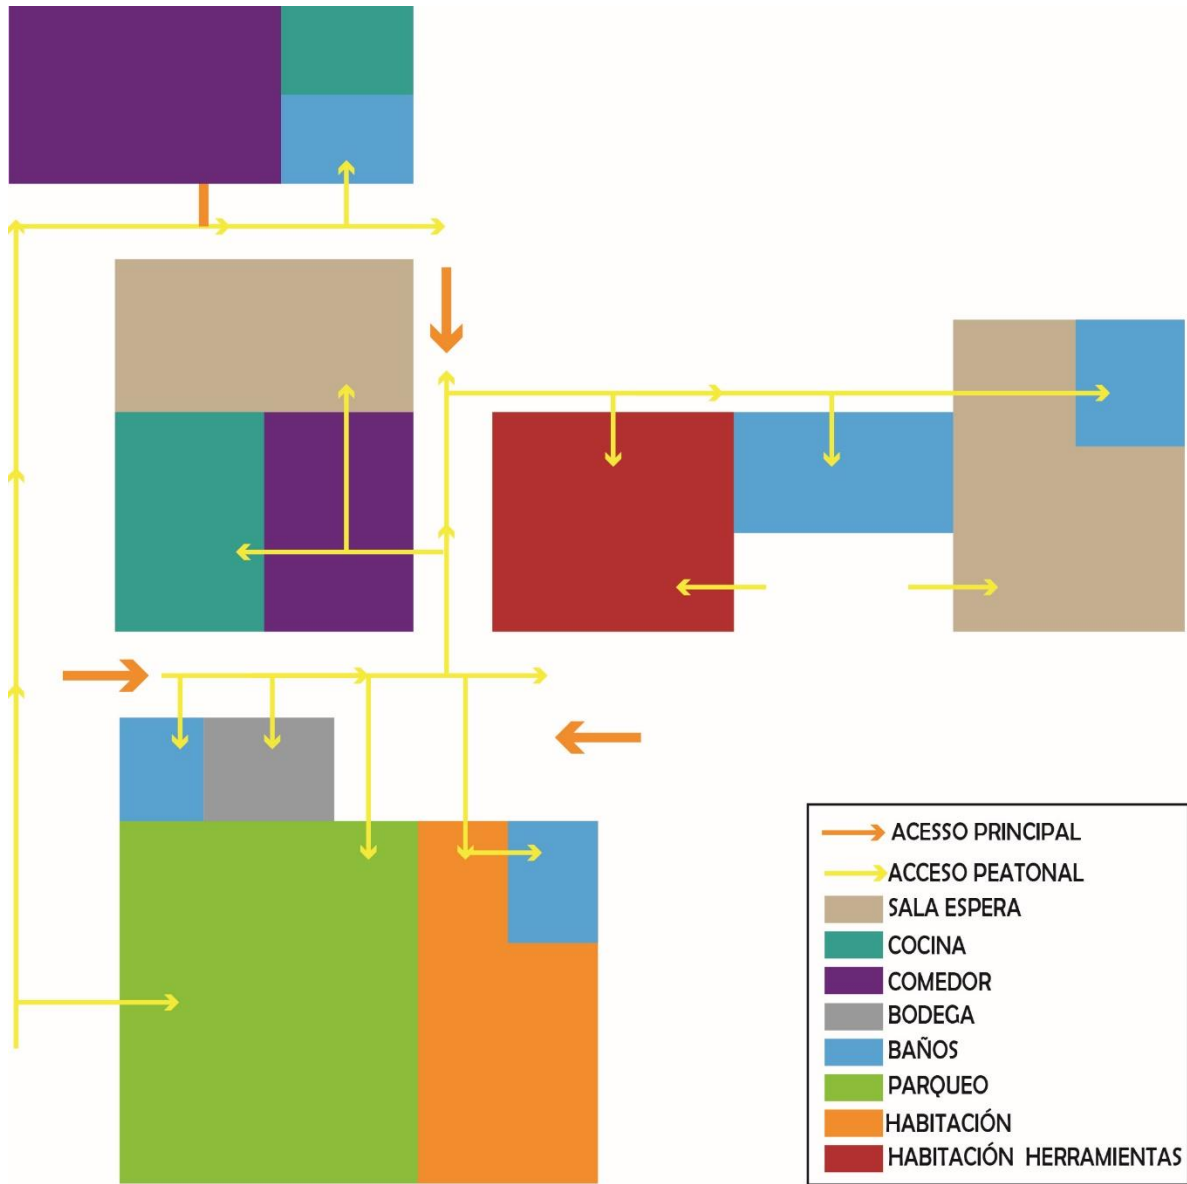 ACESSO PRINCIPAL
ACCESO PEATONAL
SALA ESPERA
COCINA
COMEDOR
BODEGA
BAÑOS
PARQUEO
HABITACIÓN
HABITACIÓN HERRAMIENTAS